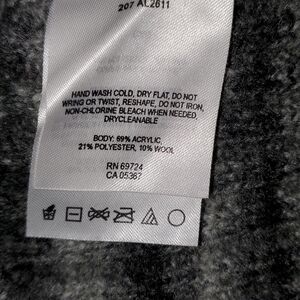 207 AL2611
HAND WASH COLD, DRY FLAT, DO NOT
WRING OR TWIST, RESHAPE, DO NOT IRON,
NON-CHLORINE BLEACH WHEN NEEDED
DRYCLEANABLE
BODY: 69% ACRYLIC,
21% POLYESTER, 10% WOOL
RN 69724
CA 05367